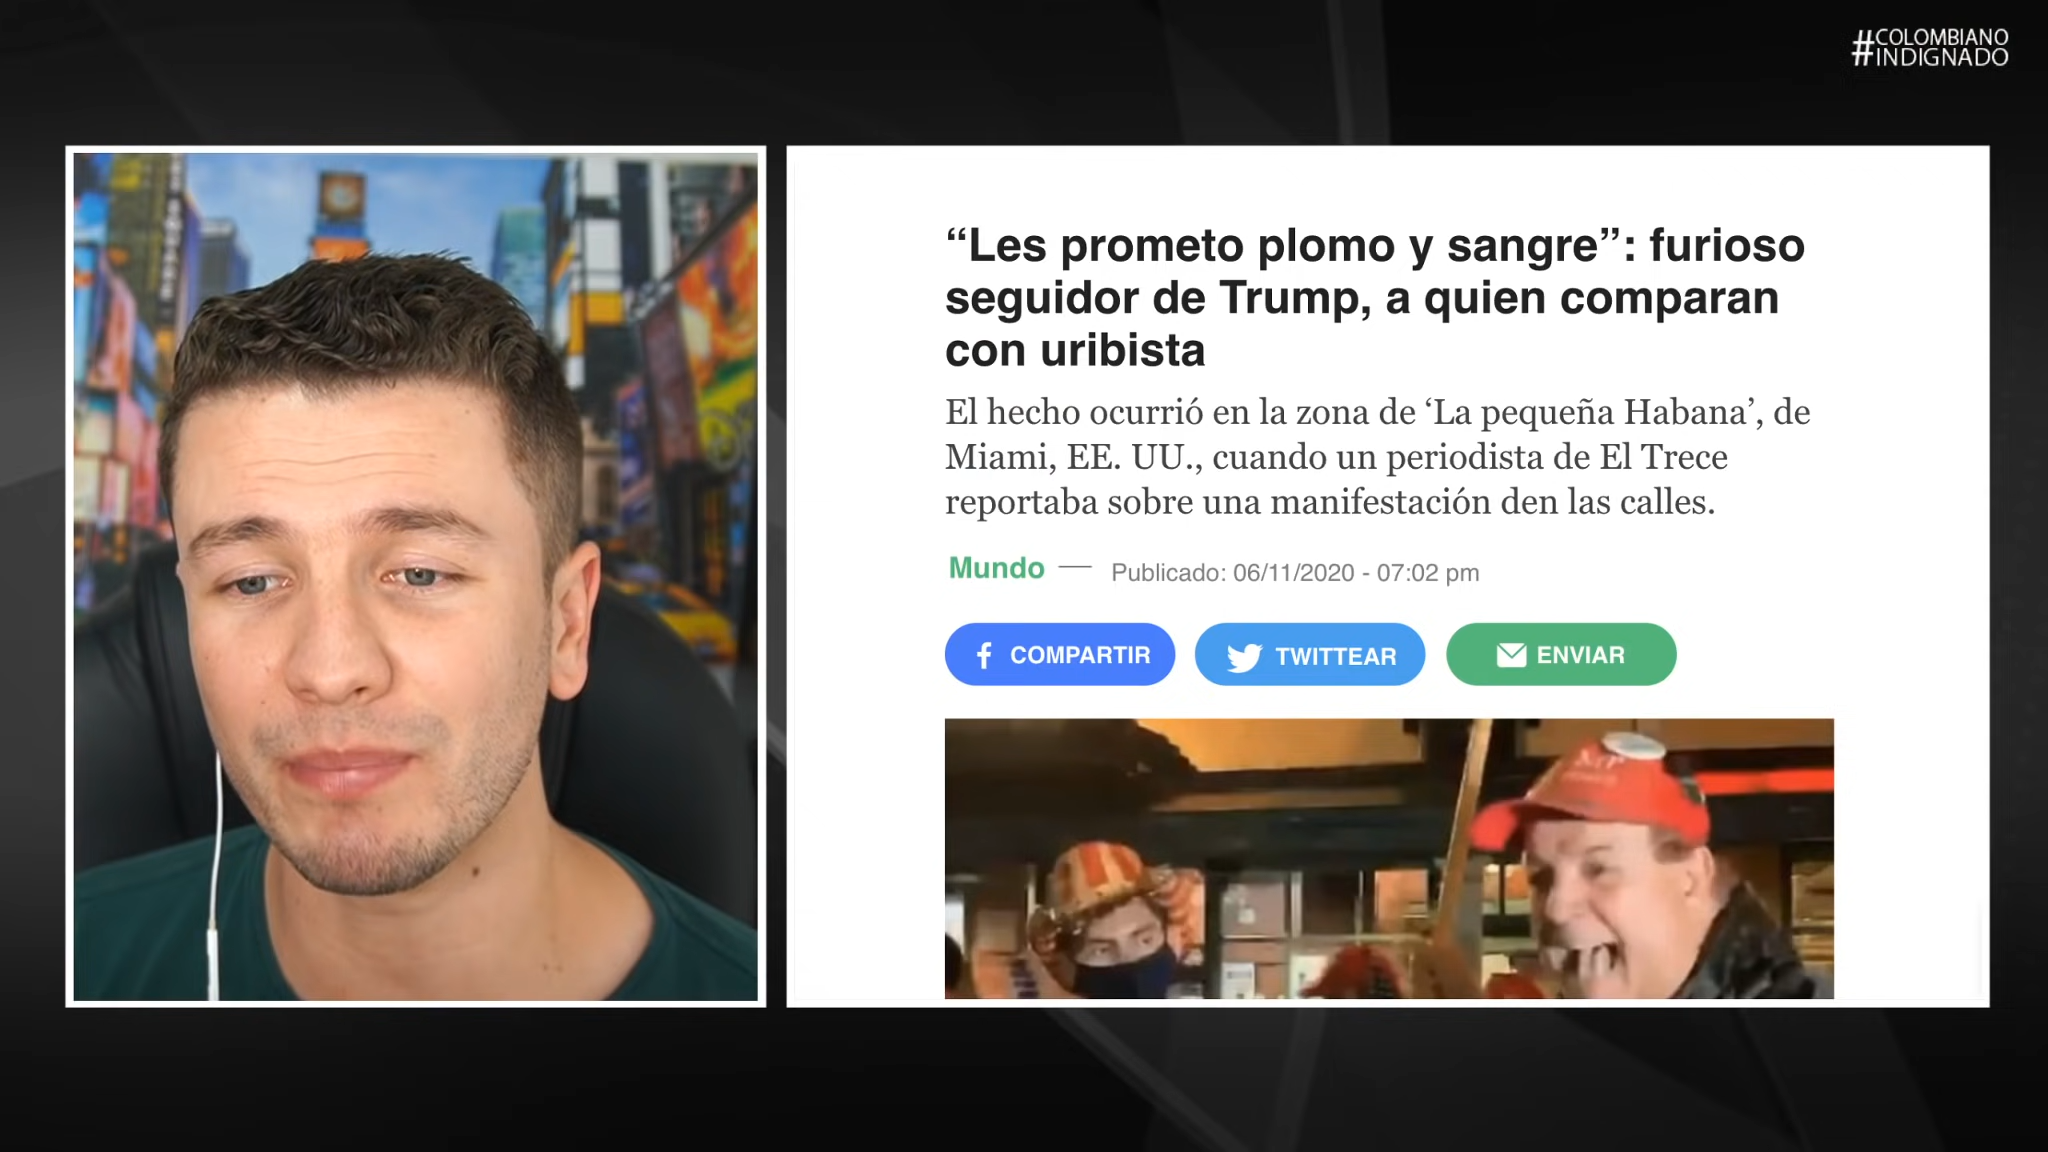 #COLOMBIANO
INDIGNADO
“Les prometo plomo y sangre”: furioso
seguidor de Trump, a quien comparan
con uribista
El hecho ocurrió en la zona de ‘La pequeña Habana’, de
Miami, EE. UU., cuando un periodista de El Trece
reportaba sobre una manifestación den las calles.
Mundo — Publicado: 06/11/2020 - 07:02 pm
COMPARTIR
TWITTEAR
ENVIAR